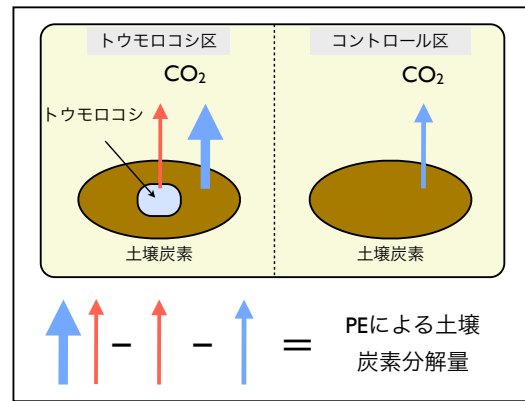 トウモロコシ区
コントロール区
CO₂
CO₂
トウモロコシ
土壌炭素
土壌炭素
− − =
PEによる土壌
炭素分解量